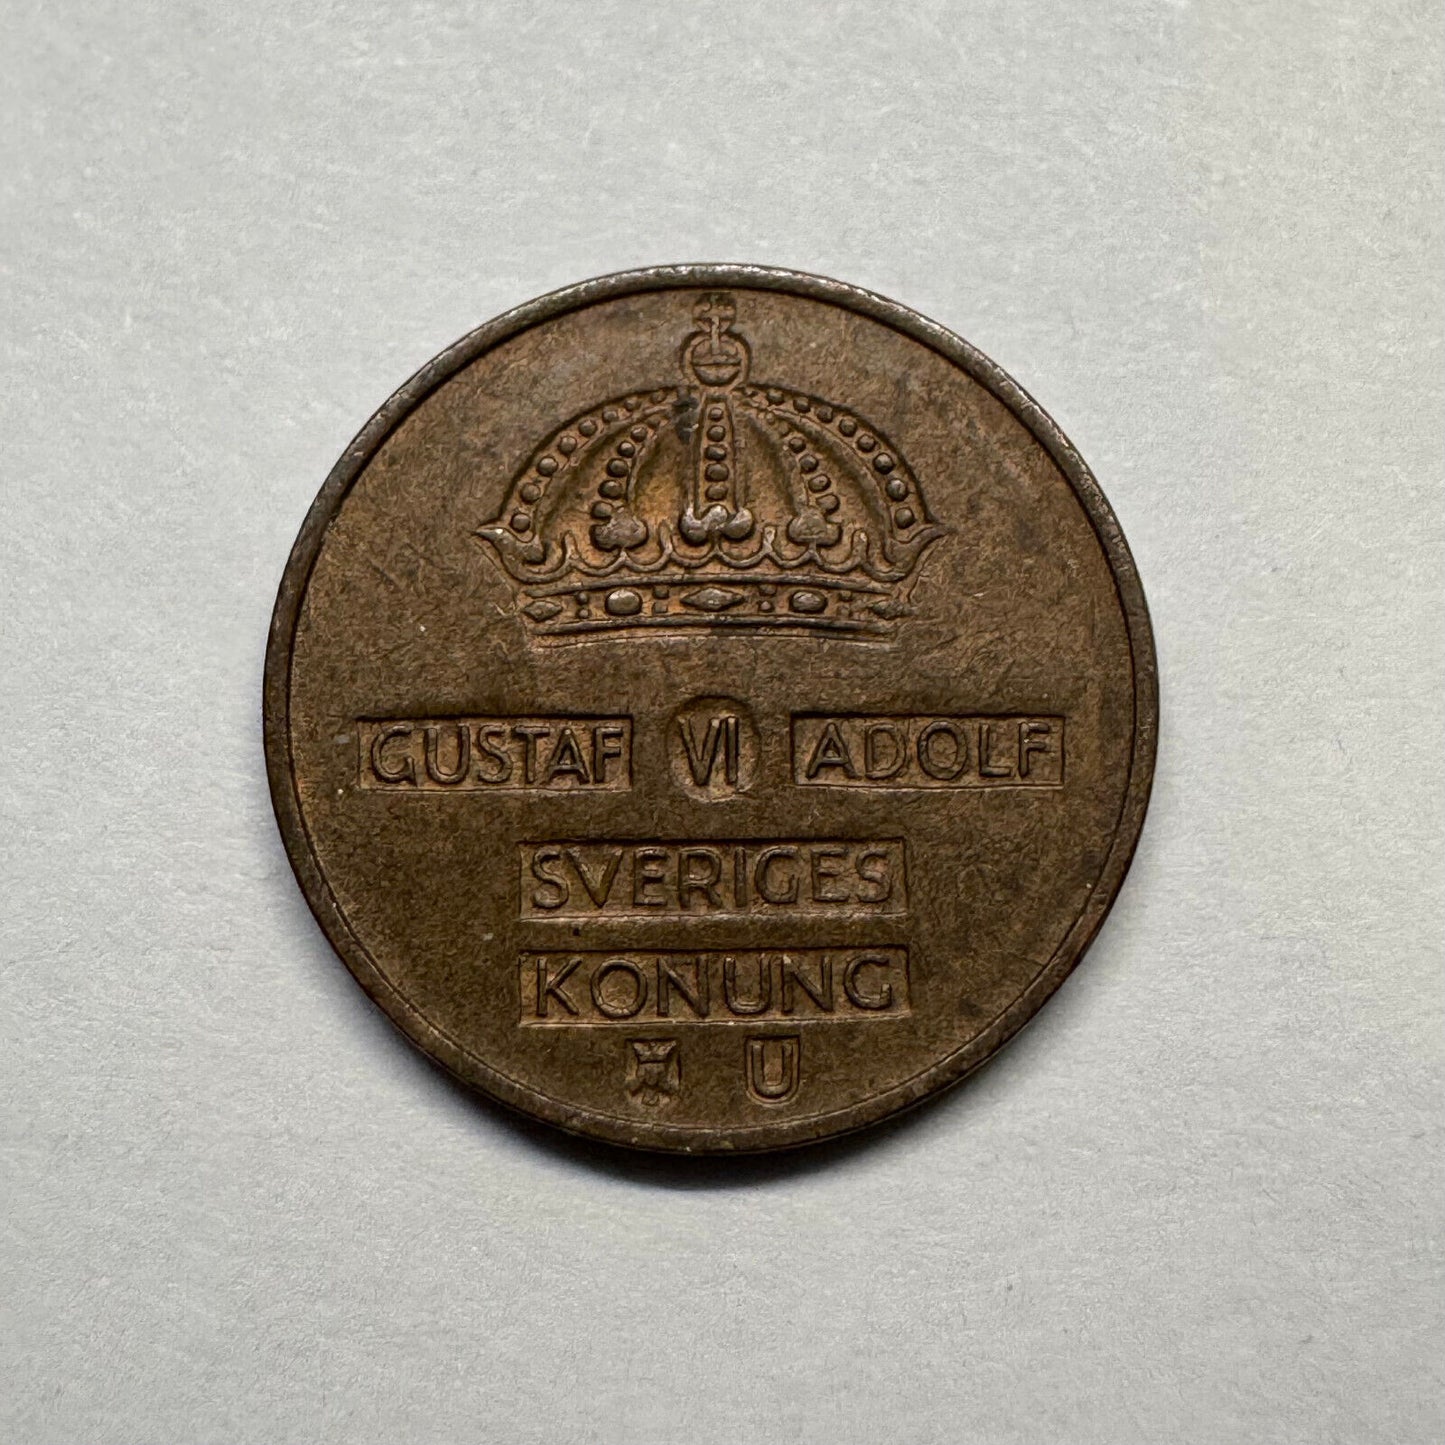 GUSTAF VI ADOLF
SVERIGES
KONUNG
U